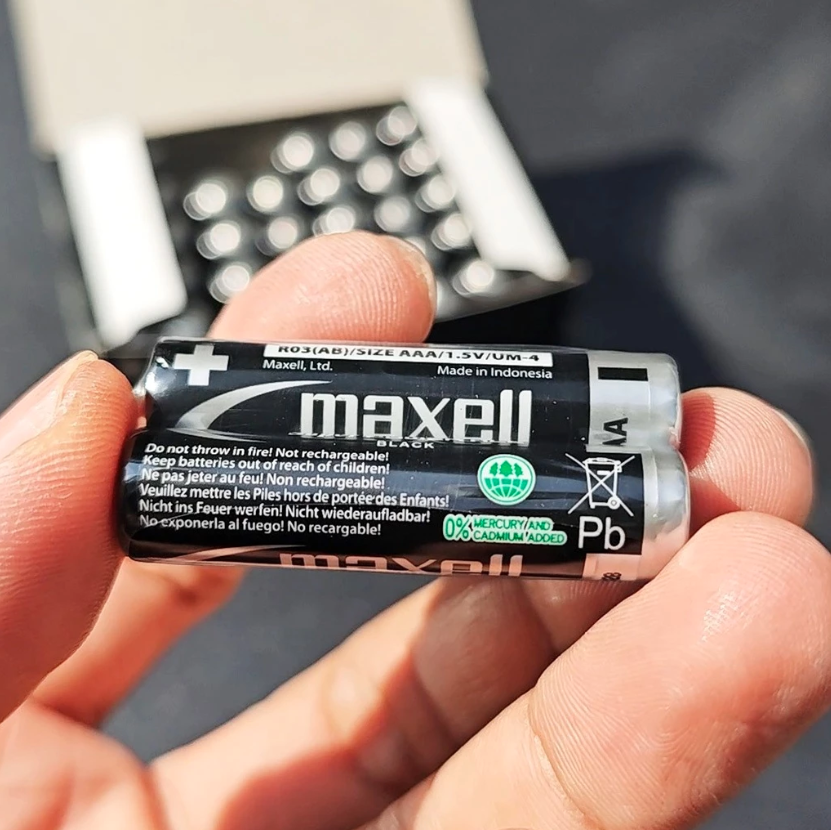 R03(AB)/SIZE AAA/1.5V/UM-4
Maxell, Ltd. Made in Indonesia
maxell
BLACK
Do not throw in fire! Not rechargeable!
Keep batteries out of reach of children!
Ne pas jeter au feu! Non rechargeable!
Veuillez mettre les Piles hors de portée des Enfants!
Nicht ins Feuer werfen! Nicht wiederaufladbar!
No exponerla al fuego! No recargable!
0% MERCURY AND
CADMIUM ADDED
Pb
maxell